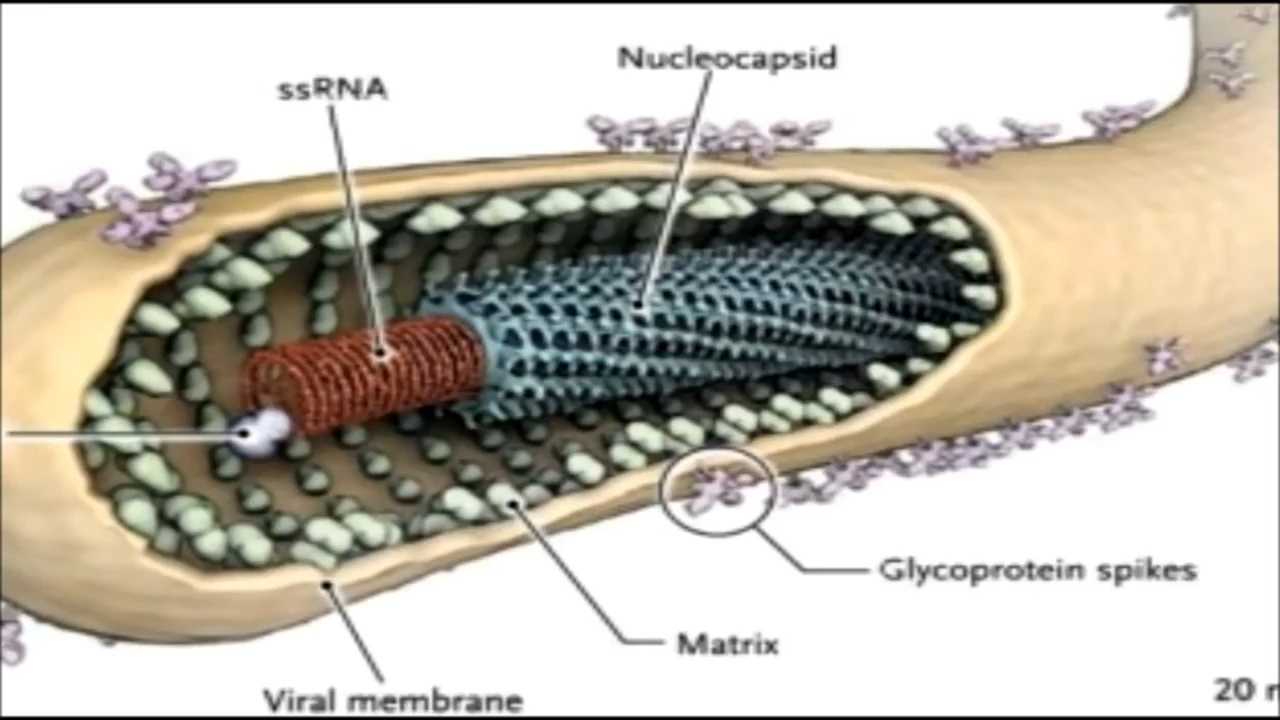 Nucleocapsid
ssRNA
Glycoprotein spikes
Matrix
Viral membrane
20